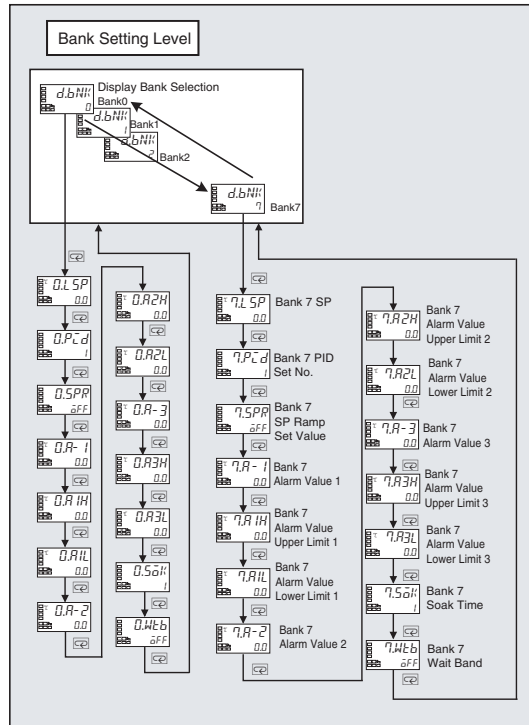 Bank Setting Level
Display Bank Selection
d.bNK
0
Bank0
d.bNK
1
Bank1
d.bNK
2
Bank2
d.bNK
7
Bank7
0.LSP
0.0
0.PID
1
0.SPR
OFF
0.A-1
0.0
0.A1H
0.0
0.A1L
0.0
0.A-2
0.0
0.A2H
0.0
0.A2L
0.0
0.A-3
0.0
0.A3H
0.0
0.A3L
0.0
0.SOK
1
0.WTB
OFF
7.LSP
0.0
Bank 7 SP
7.PID
1
Bank 7 PID
Set No.
7.SPR
OFF
Bank 7
SP Ramp
Set Value
7.A-1
0.0
Bank 7
Alarm Value 1
7.A1H
0.0
Bank 7
Alarm Value
Upper Limit 1
7.A1L
0.0
Bank 7
Alarm Value
Lower Limit 1
7.A-2
0.0
Bank 7
Alarm Value 2
7.A2H
0.0
Bank 7
Alarm Value
Upper Limit 2
7.A2L
0.0
Bank 7
Alarm Value
Lower Limit 2
7.A-3
0.0
Bank 7
Alarm Value 3
7.A3H
0.0
Bank 7
Alarm Value
Upper Limit 3
7.A3L
0.0
Bank 7
Alarm Value
Lower Limit 3
7.SOK
1
Bank 7
Soak Time
7.WTB
OFF
Bank 7
Wait Band